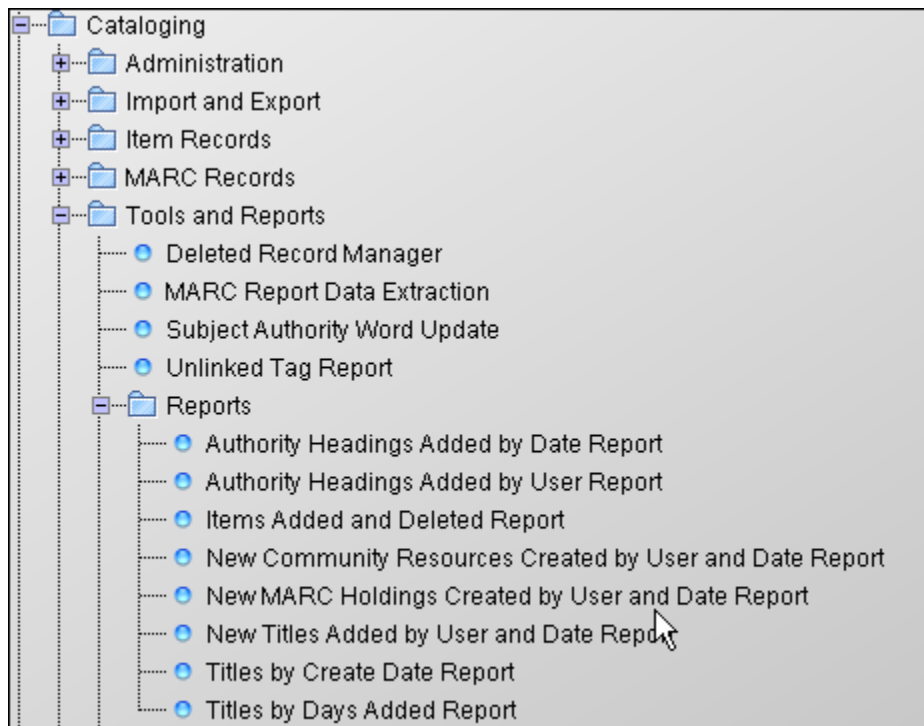 Cataloging
Administration
Import and Export
Item Records
MARC Records
Tools and Reports
Deleted Record Manager
MARC Report Data Extraction
Subject Authority Word Update
Unlinked Tag Report
Reports
Authority Headings Added by Date Report
Authority Headings Added by User Report
Items Added and Deleted Report
New Community Resources Created by User and Date Report
New MARC Holdings Created by User and Date Report
New Titles Added by User and Date Report
Titles by Create Date Report
Titles by Days Added Report